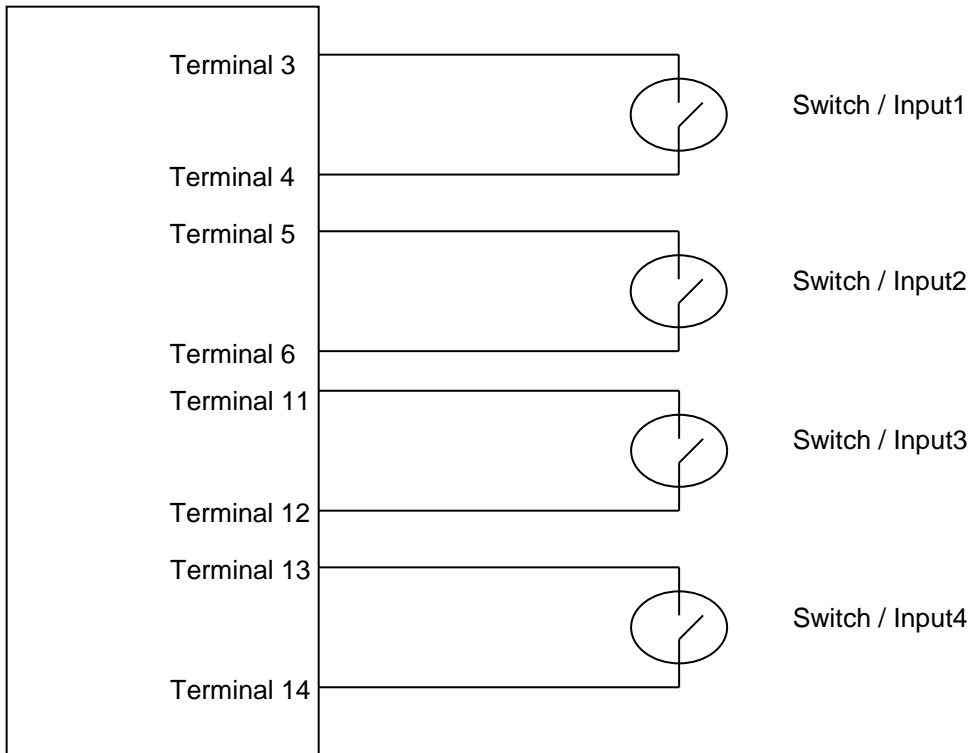 Terminal 3
Switch / Input1
Terminal 4
Terminal 5
Switch / Input2
Terminal 6
Terminal 11
Switch / Input3
Terminal 12
Terminal 13
Switch / Input4
Terminal 14